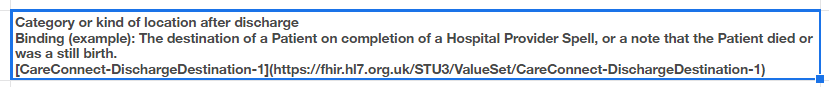 Category or kind of location after discharge
Binding (example): The destination of a Patient on completion of a Hospital Provider Spell, or a note that the Patient died or
was a still birth.
[CareConnect-DischargeDestination-1](https://fhir.hl7.org.uk/STU3/ValueSet/CareConnect-DischargeDestination-1)